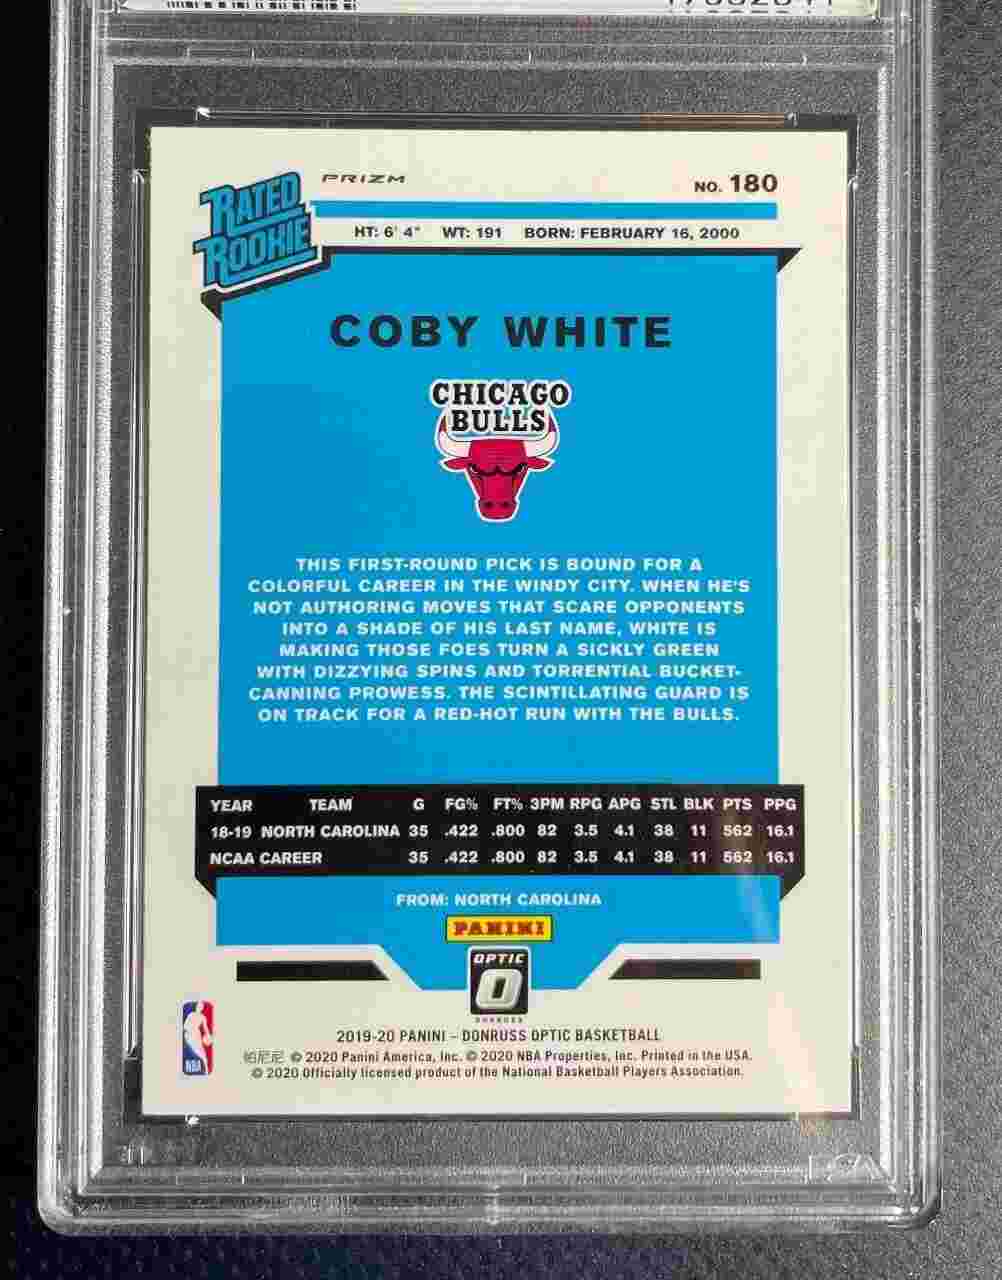 RATED
ROOKIE
PRIZM
NO. 180
HT: 6' 4" WT: 191 BORN: FEBRUARY 16, 2000
COBY WHITE
CHICAGO
BULLS
THIS FIRST-ROUND PICK IS BOUND FOR A
COLORFUL CAREER IN THE WINDY CITY. WHEN HE'S
NOT AUTHORING MOVES THAT SCARE OPPONENTS
INTO A SHADE OF HIS LAST NAME, WHITE IS
MAKING THOSE FOES TURN A SICKLY GREEN
WITH DIZZYING SPINS AND TORRENTIAL BUCKET-
CANNING PROWESS. THE SCINTILLATING GUARD IS
ON TRACK FOR A RED-HOT RUN WITH THE BULLS.
YEAR TEAM G FG% FT% 3PM RPG APG STL BLK PTS PPG
18-19 NORTH CAROLINA 35 .422 .800 82 3.5 4.1 38 11 562 16.1
NCAA CAREER 35 .422 .800 82 3.5 4.1 38 11 562 16.1
FROM: NORTH CAROLINA
PANINI
OPTIC
O
DONRUSS
NBA
2019-20 PANINI – DONRUSS OPTIC BASKETBALL
帕尼尼 © 2020 Panini America, Inc. © 2020 NBA Properties, Inc. Printed in the USA.
© 2020 Officially licensed product of the National Basketball Players Association.